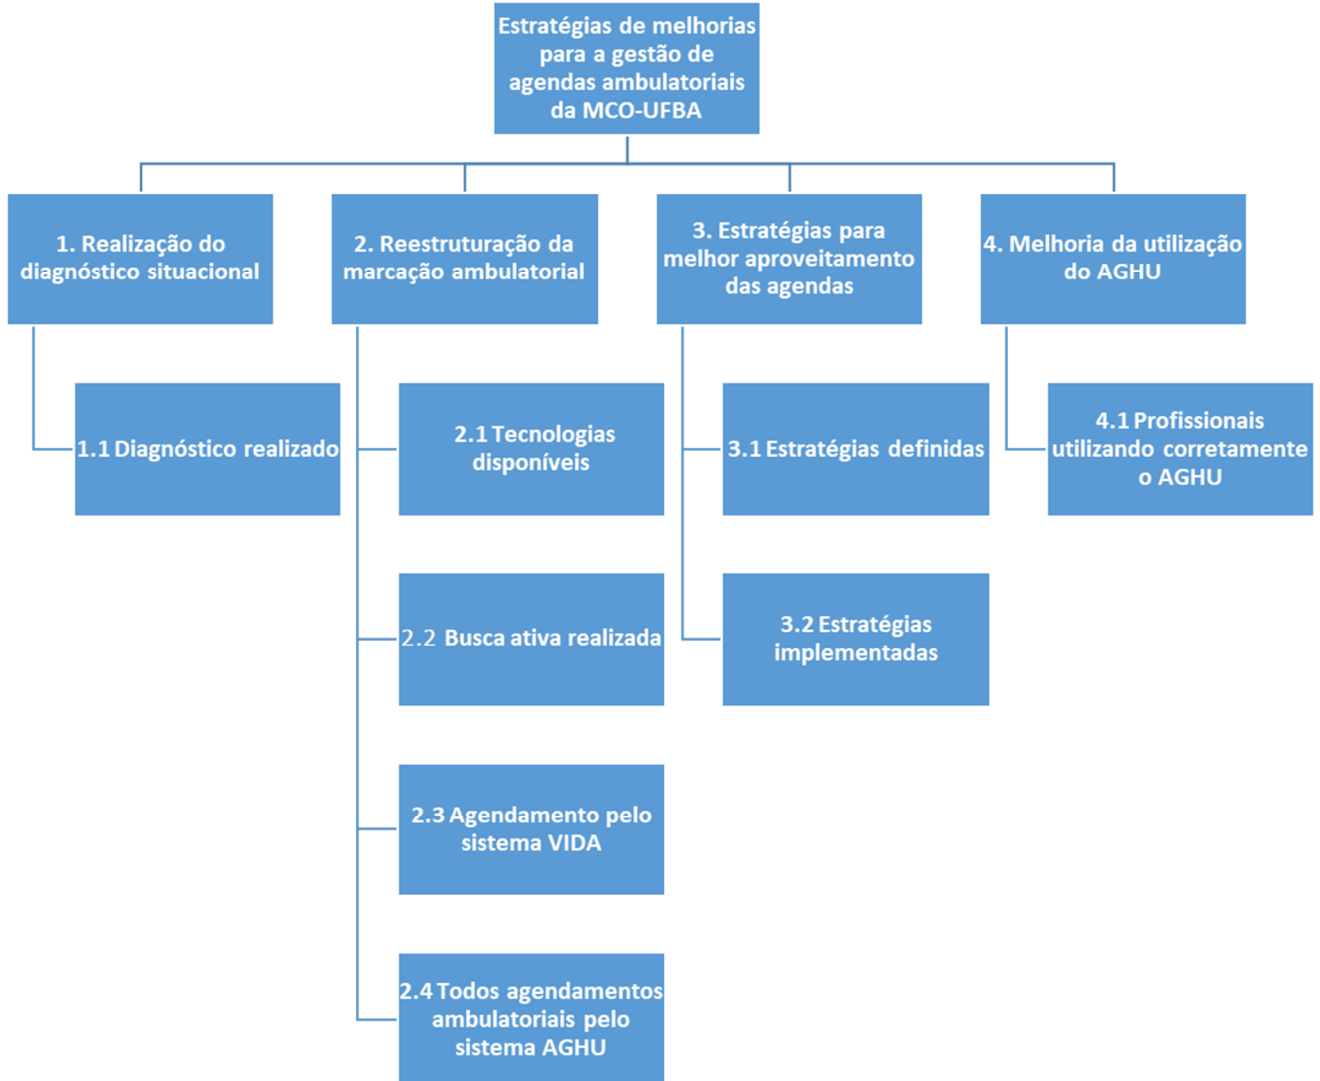 Estratégias de melhorias
para a gestão de
agendas ambulatoriais
da MCO-UFBA
1. Realização do
diagnóstico situacional
2. Reestruturação da
marcação ambulatorial
3. Estratégias para
melhor aproveitamento
das agendas
4. Melhoria da utilização
do AGHU
1.1 Diagnóstico realizado
2.1 Tecnologias
disponíveis
3.1 Estratégias definidas
4.1 Profissionais
utilizando corretamente
o AGHU
2.2 Busca ativa realizada
3.2 Estratégias
implementadas
2.3 Agendamento pelo
sistema VIDA
2.4 Todos agendamentos
ambulatoriais pelo
sistema AGHU